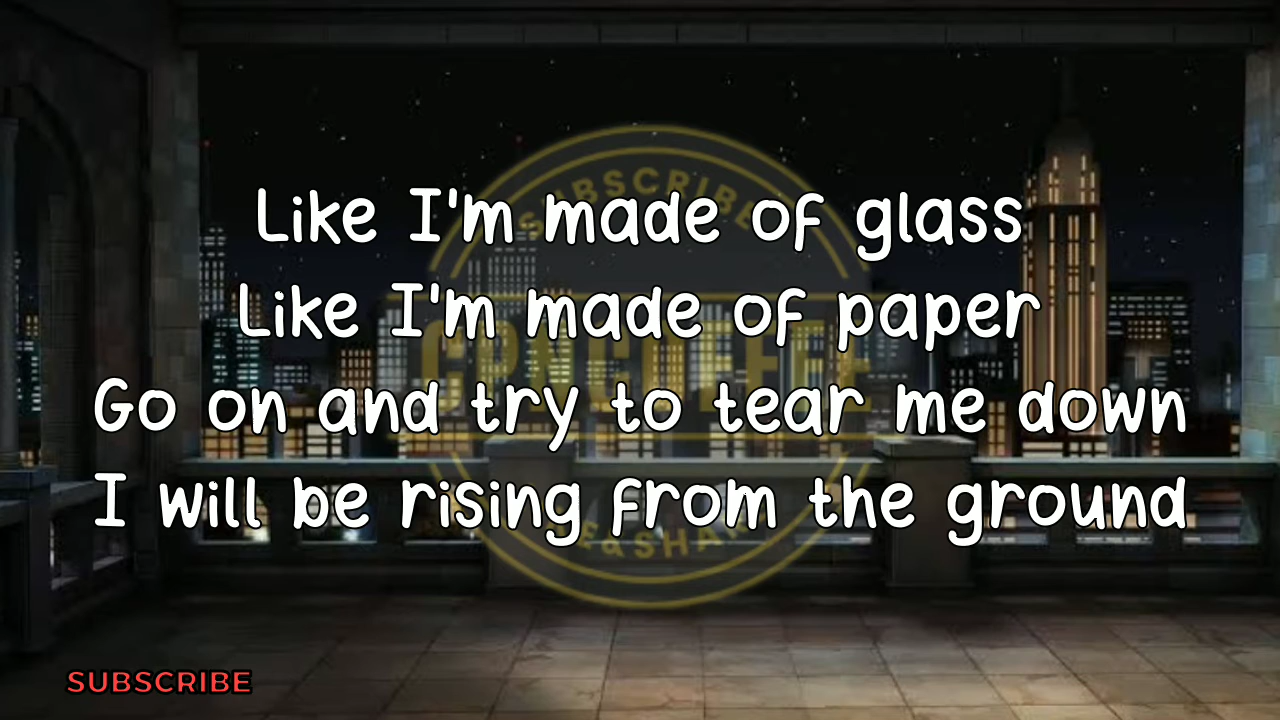 SUBSCRIBE
Like I'm made of glass
Like I'm made of paper
Go on and try to tear me down
I will be rising from the ground
SUBSCRIBE